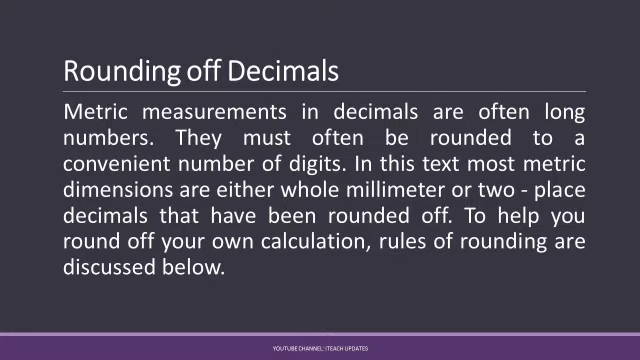 Rounding off Decimals
Metric measurements in decimals are often long
numbers. They must often be rounded to a
convenient number of digits. In this text most metric
dimensions are either whole millimeter or two - place
decimals that have been rounded off. To help you
round off your own calculation, rules of rounding are
discussed below.
YOUTUBE CHANNEL: ITEACH UPDATES